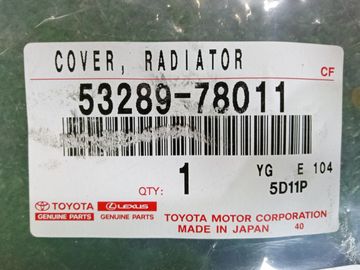 COVER, RADIATOR
CF
53289-78011
QTY: 1
YG E 104
5D11P
TOYOTA
GENUINE PARTS
LEXUS
GENUINE PARTS
TOYOTA MOTOR CORPORATION
MADE IN JAPAN 40